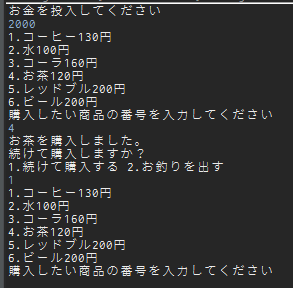 お金を投入してください
2000
1.コーヒー130円
2.水100円
3.コーラ160円
4.お茶120円
5.レッドブル200円
6.ビール200円
購入したい商品の番号を入力してください
4
お茶を購入しました。
続けて購入しますか？
1.続けて購入する 2.お釣りを出す
1
1.コーヒー130円
2.水100円
3.コーラ160円
4.お茶120円
5.レッドブル200円
6.ビール200円
購入したい商品の番号を入力してください